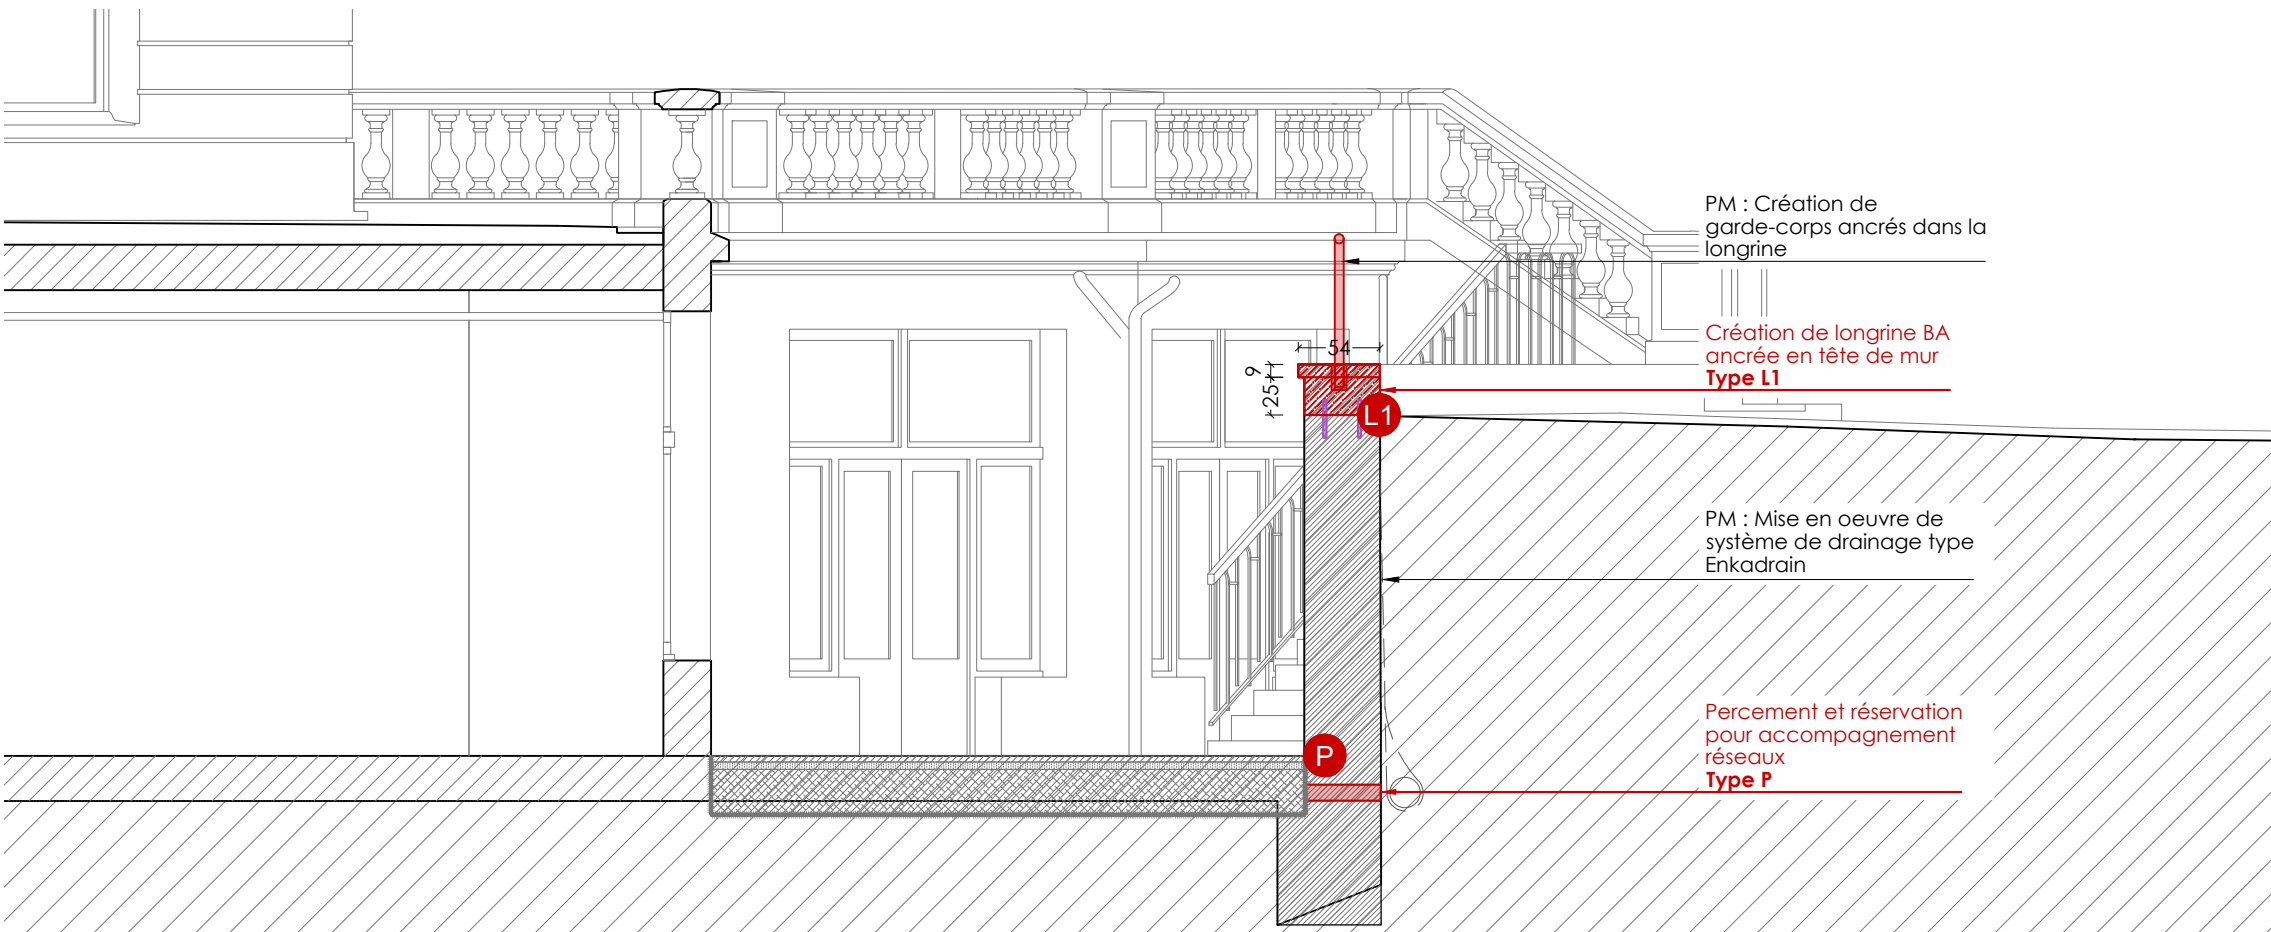 PM : Création de
garde-corps ancrés dans la
longrine
Création de longrine BA
ancrée en tête de mur
Type L1
54
9
25
L1
PM : Mise en oeuvre de
système de drainage type
Enkadrain
Percement et réservation
pour accompagnement
réseaux
Type P
P